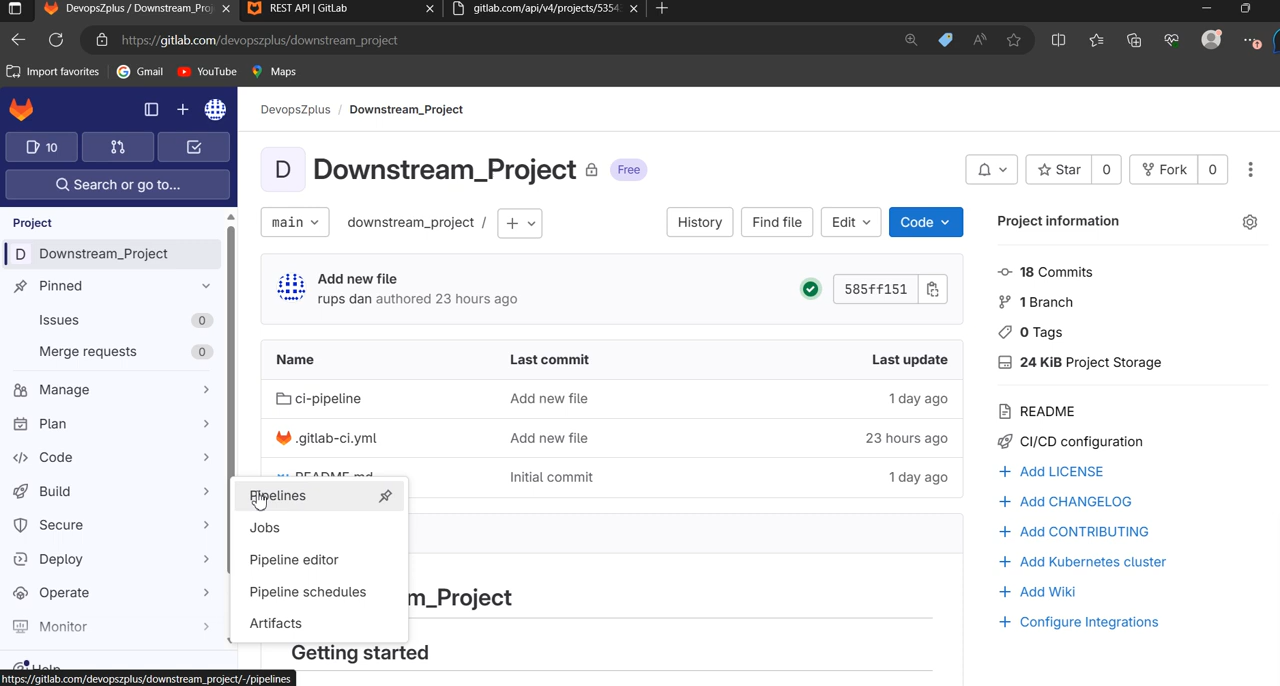 DevopsZplus / Downstream_Proj
REST API | GitLab
gitlab.com/api/v4/projects/5354
https://gitlab.com/devopszplus/downstream_project
Import favorites
Gmail
YouTube
Maps
10
Search or go to...
Project
D Downstream_Project
Pinned
Issues 0
Merge requests 0
Manage
Plan
Code
Build
Secure
Deploy
Operate
Monitor
Help
Pipelines
Jobs
Pipeline editor
Pipeline schedules
Artifacts
https://gitlab.com/devopszplus/downstream_project/-/pipelines
DevopsZplus / Downstream_Project
D Downstream_Project Free
Star 0
Fork 0
main
downstream_project /
History
Find file
Edit
Code
Add new file
rups dan authored 23 hours ago
585ff151
Name Last commit Last update
ci-pipeline Add new file 1 day ago
.gitlab-ci.yml Add new file 23 hours ago
README.md Initial commit 1 day ago
m_Project
Getting started
Project information
18 Commits
1 Branch
0 Tags
24 KiB Project Storage
README
CI/CD configuration
Add LICENSE
Add CHANGELOG
Add CONTRIBUTING
Add Kubernetes cluster
Add Wiki
Configure Integrations